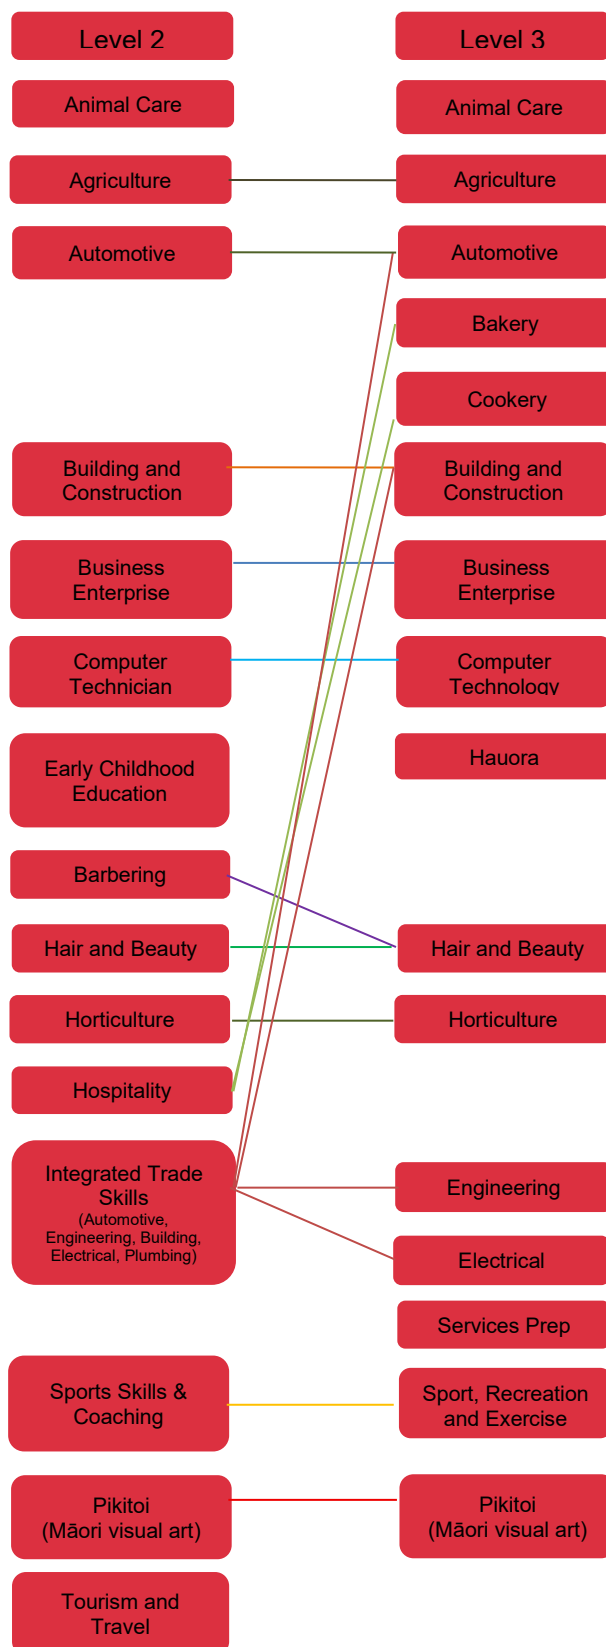 Level 2
Level 3
Animal Care
Animal Care
Agriculture
Agriculture
Automotive
Automotive
Bakery
Cookery
Building and
Construction
Building and
Construction
Business
Enterprise
Business
Enterprise
Computer
Technician
Computer
Technology
Early Childhood
Education
Hauora
Barbering
Hair and Beauty
Hair and Beauty
Horticulture
Horticulture
Hospitality
Integrated Trade
Skills
(Automotive,
Engineering, Building,
Electrical, Plumbing)
Engineering
Electrical
Services Prep
Sports Skills &
Coaching
Sport, Recreation
and Exercise
Pikitoi
(Māori visual art)
Pikitoi
(Māori visual art)
Tourism and
Travel